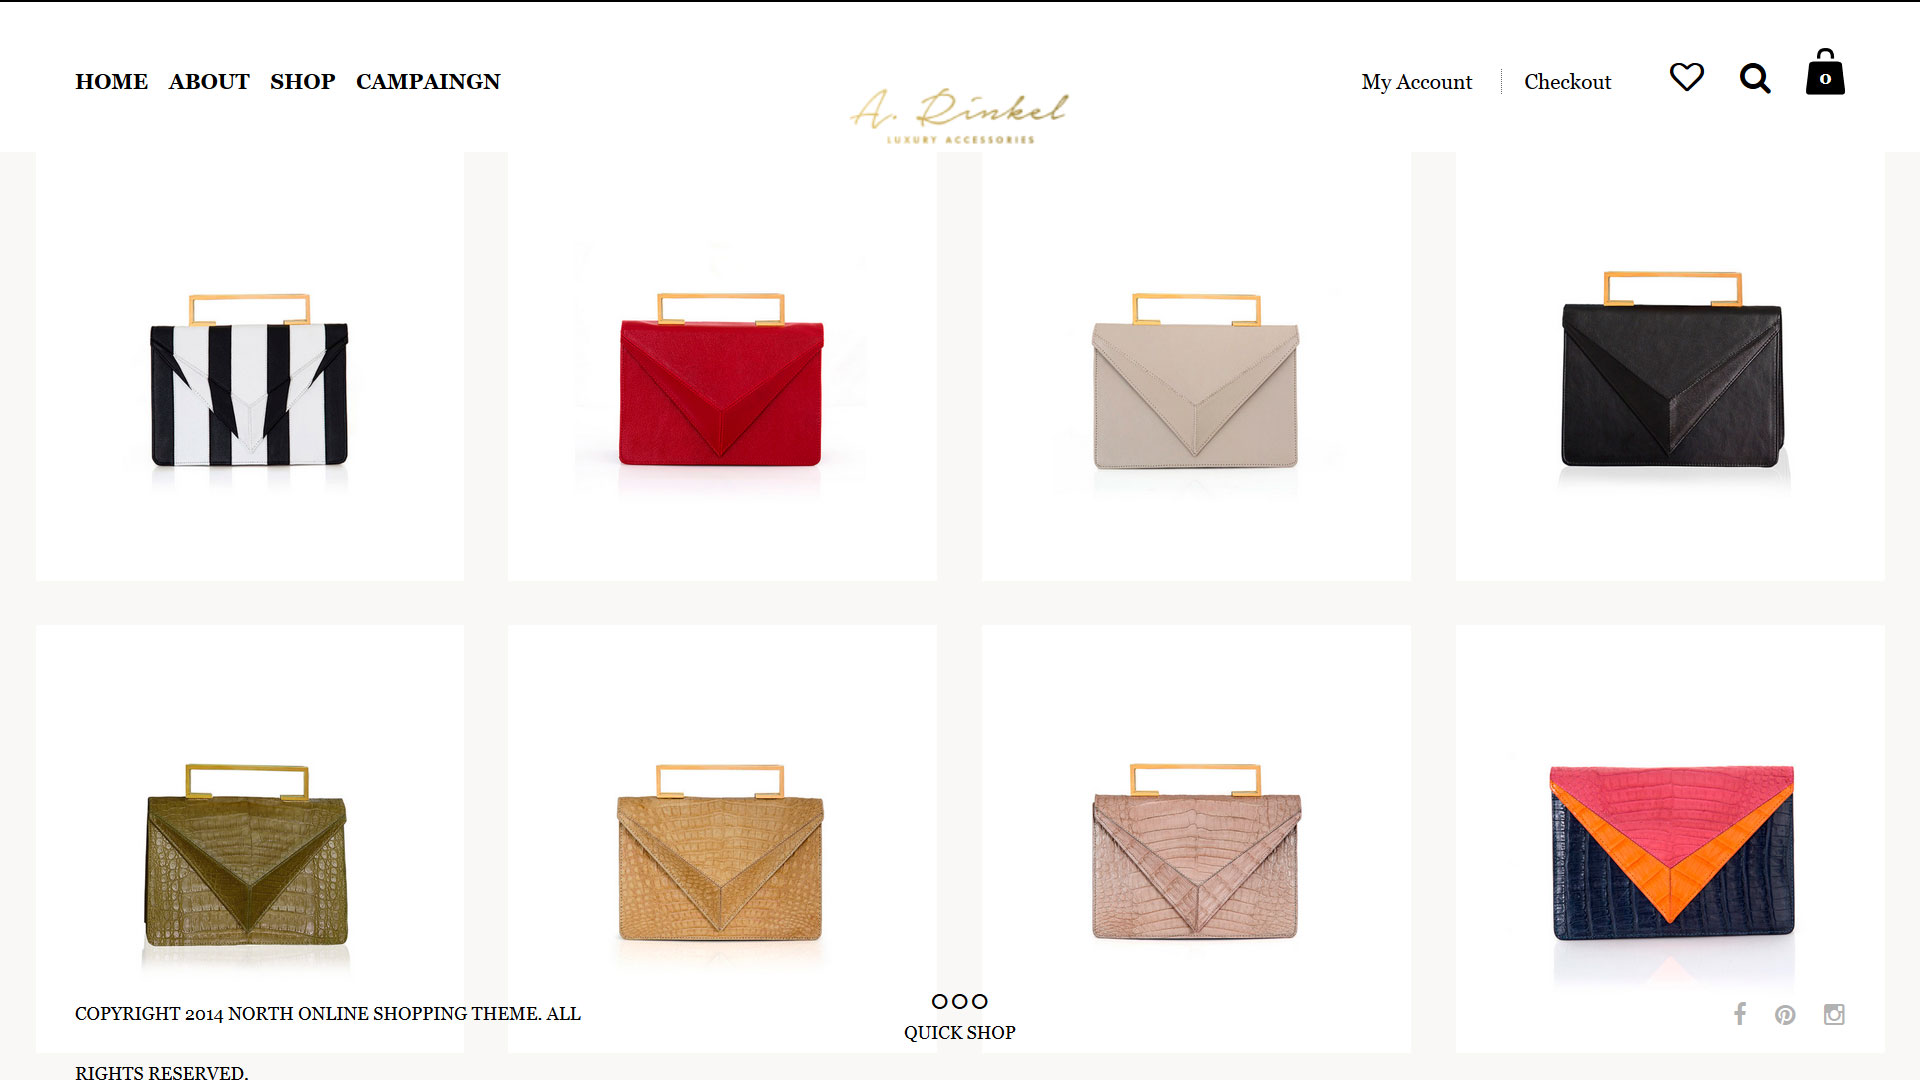 HOME ABOUT SHOP CAMPAINGN
A. Rinkel
LUXURY ACCESSORIES
My Account Checkout
0
COPYRIGHT 2014 NORTH ONLINE SHOPPING THEME. ALL
RIGHTS RESERVED.
QUICK SHOP